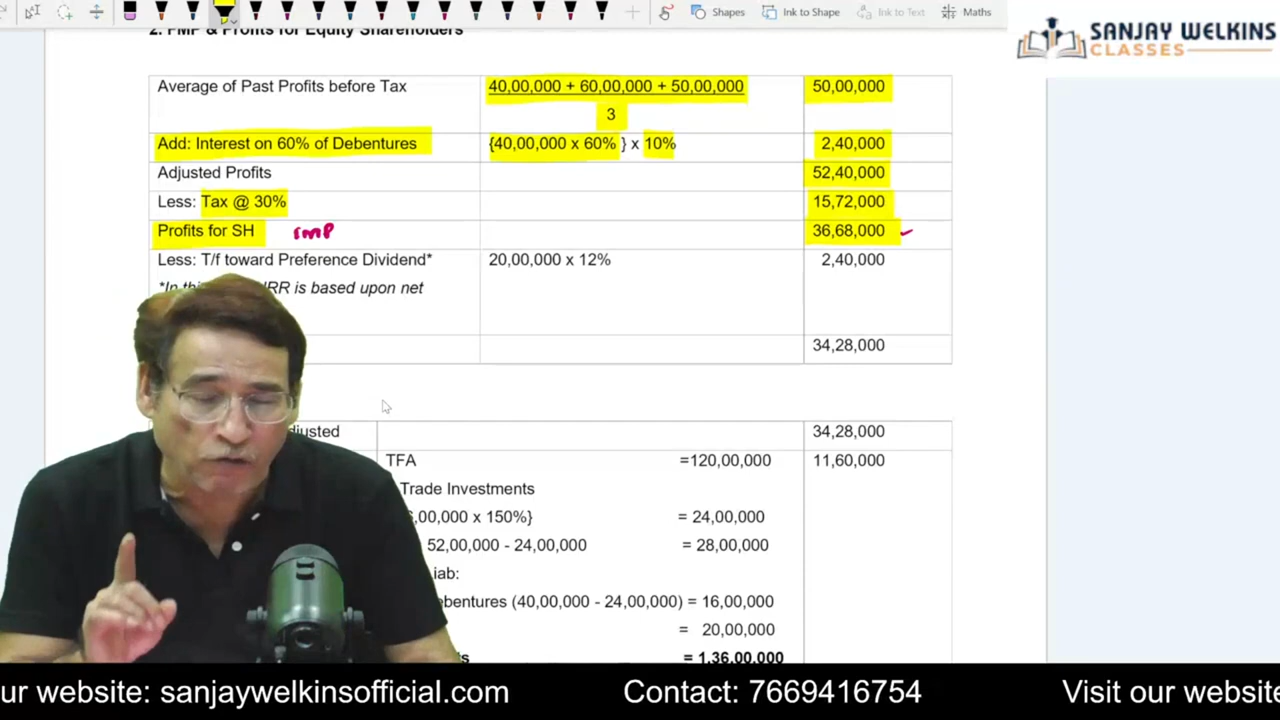 Shapes Ink to Shape Ink to Text Maths
SANJAY WELKINS
CLASSES
2. FMP & Profits for Equity Shareholders
Average of Past Profits before Tax 40,00,000 + 60,00,000 + 50,00,000 50,00,000
3
Add: Interest on 60% of Debentures {40,00,000 x 60% } x 10% 2,40,000
Adjusted Profits 52,40,000
Less: Tax @ 30% 15,72,000
Profits for SH IMP 36,68,000
Less: T/f toward Preference Dividend* 20,00,000 x 12% 2,40,000
*In RR is based upon net
34,28,000
34,28,000
TFA =120,00,000 11,60,000
Trade Investments
,00,000 x 150%} = 24,00,000
52,00,000 - 24,00,000 = 28,00,000
iab:
ebentures (40,00,000 - 24,00,000) = 16,00,000
= 20,00,000
= 1,36,00,000
ur website: sanjaywelkinsofficial.com Contact: 7669416754 Visit our website